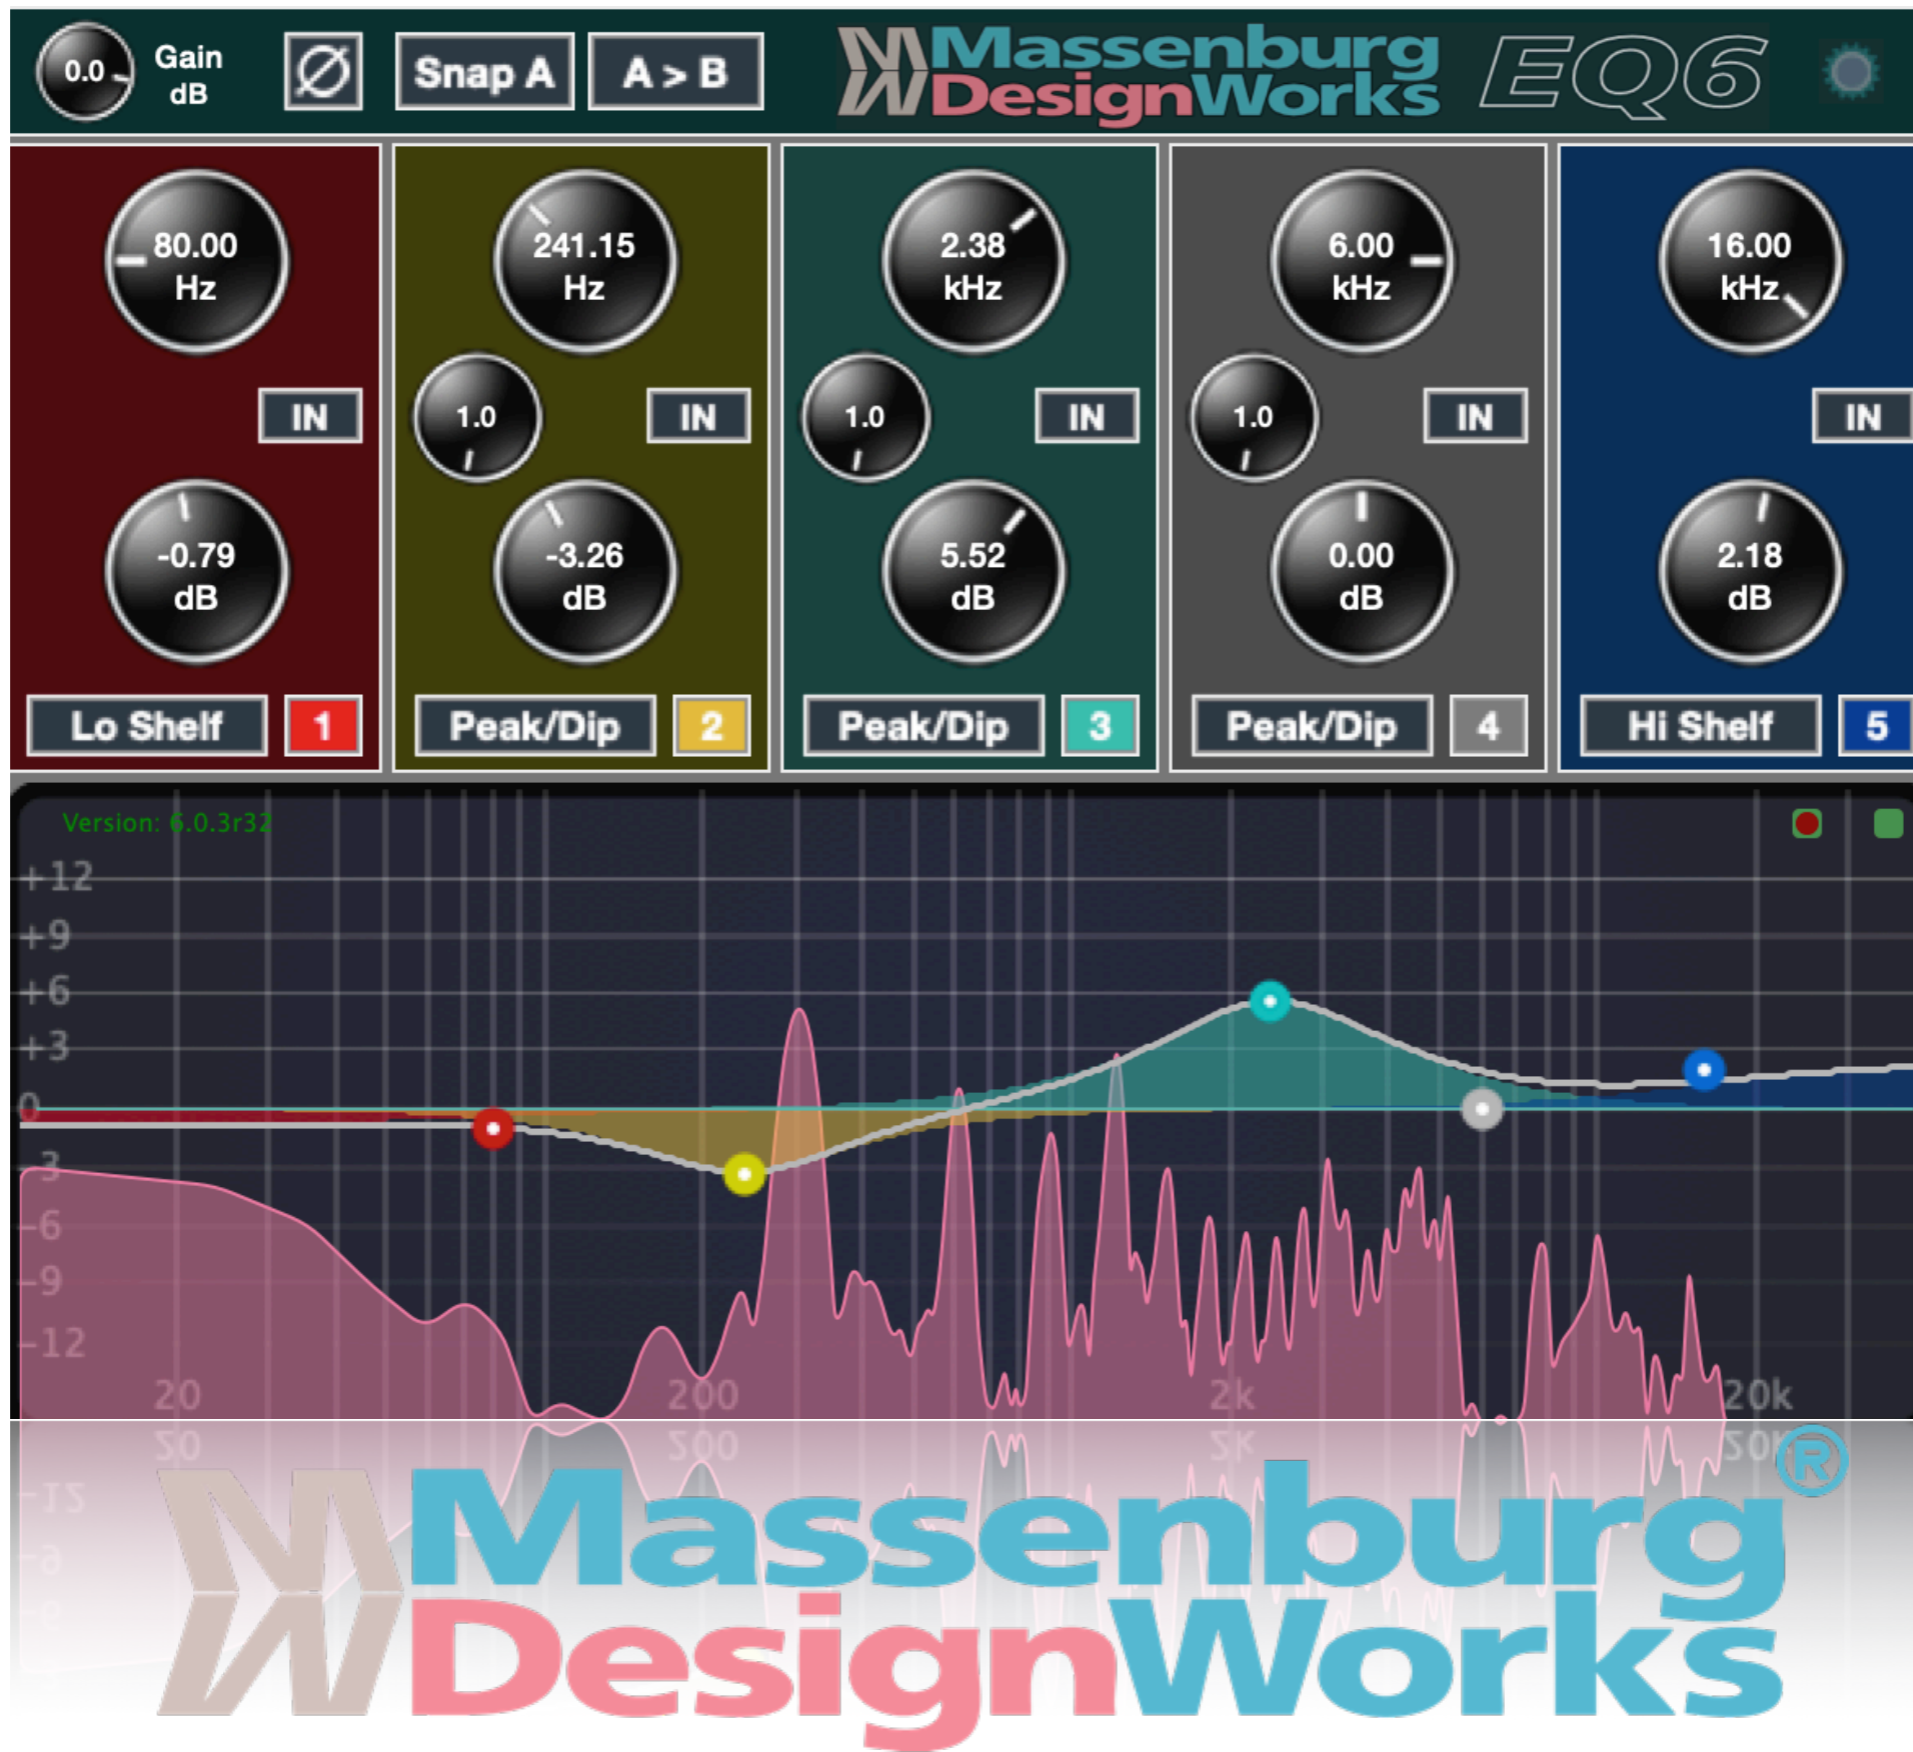 0.0
Gain
dB
Ø
Snap A
A > B
Massenburg
DesignWorks
EQ6
80.00
Hz
IN
-0.79
dB
Lo Shelf
1
241.15
Hz
1.0
IN
-3.26
dB
Peak/Dip
2
2.38
kHz
1.0
IN
5.52
dB
Peak/Dip
3
6.00
kHz
1.0
IN
0.00
dB
Peak/Dip
4
16.00
kHz
IN
2.18
dB
Hi Shelf
5
Version: 6.0.3r32
+12
+9
+6
+3
0
-3
-6
-9
-12
20
200
2k
20k
Massenburg®
DesignWorks